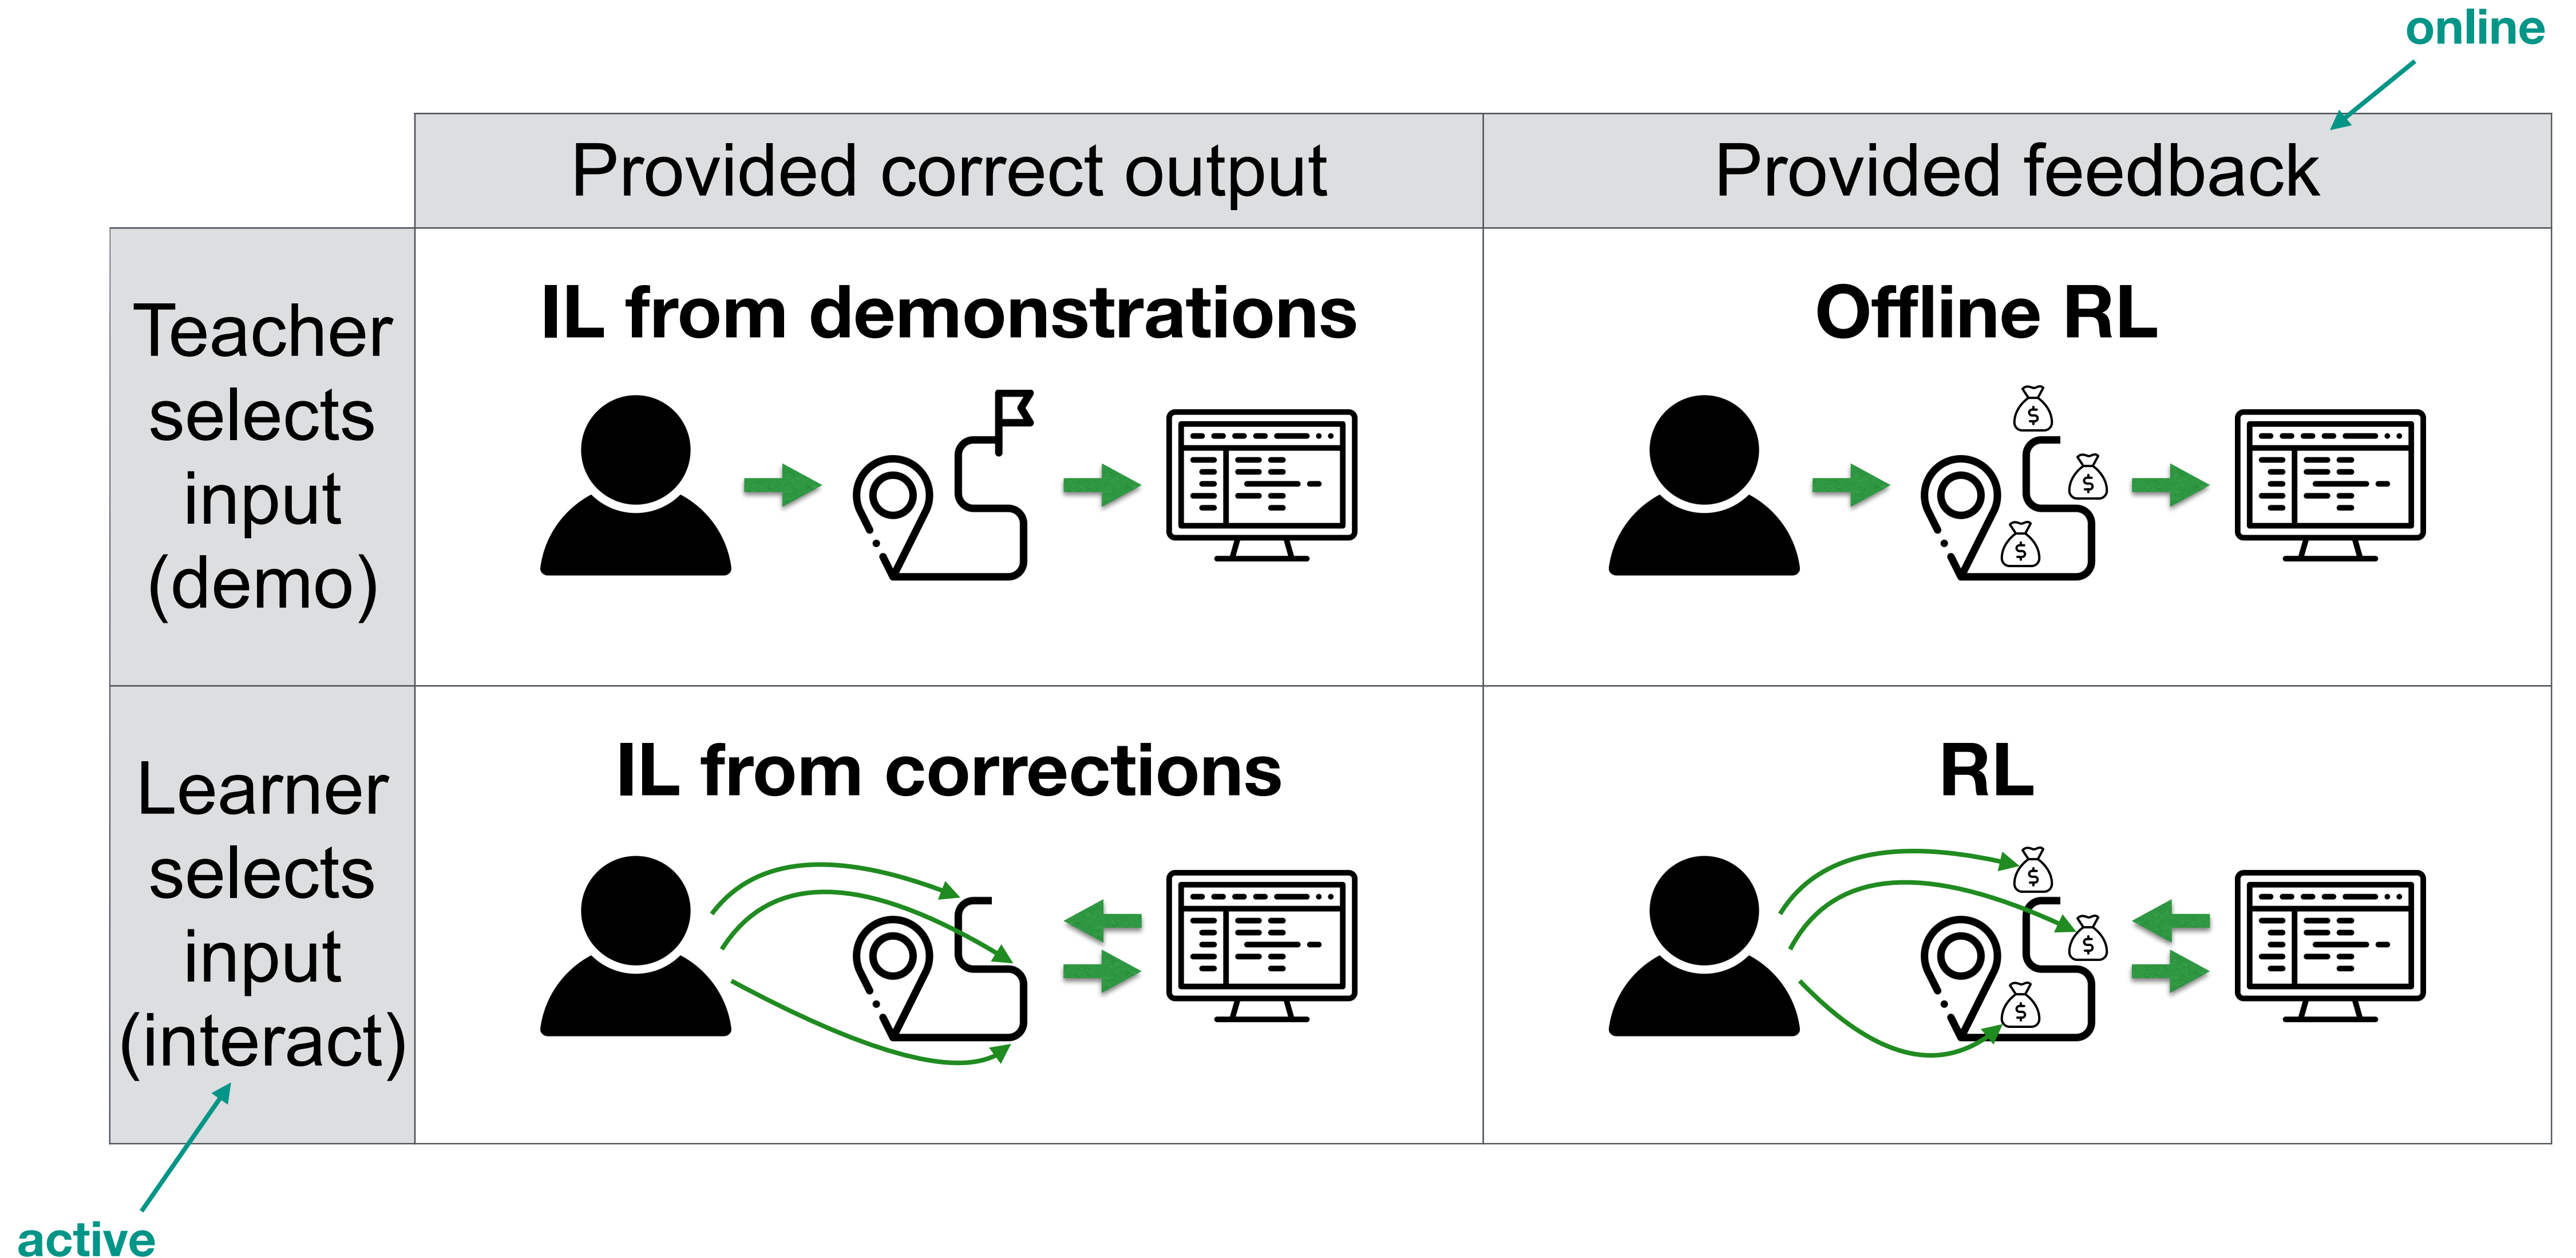 online
Provided correct output
Provided feedback
Teacher
selects
input
(demo)
IL from demonstrations
Offline RL
$
$
$
Learner
selects
input
(interact)
IL from corrections
RL
$
$
$
active